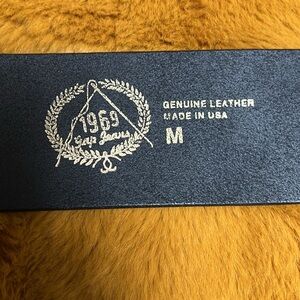 1969
Gap Jeans
GENUINE LEATHER
MADE IN USA
M